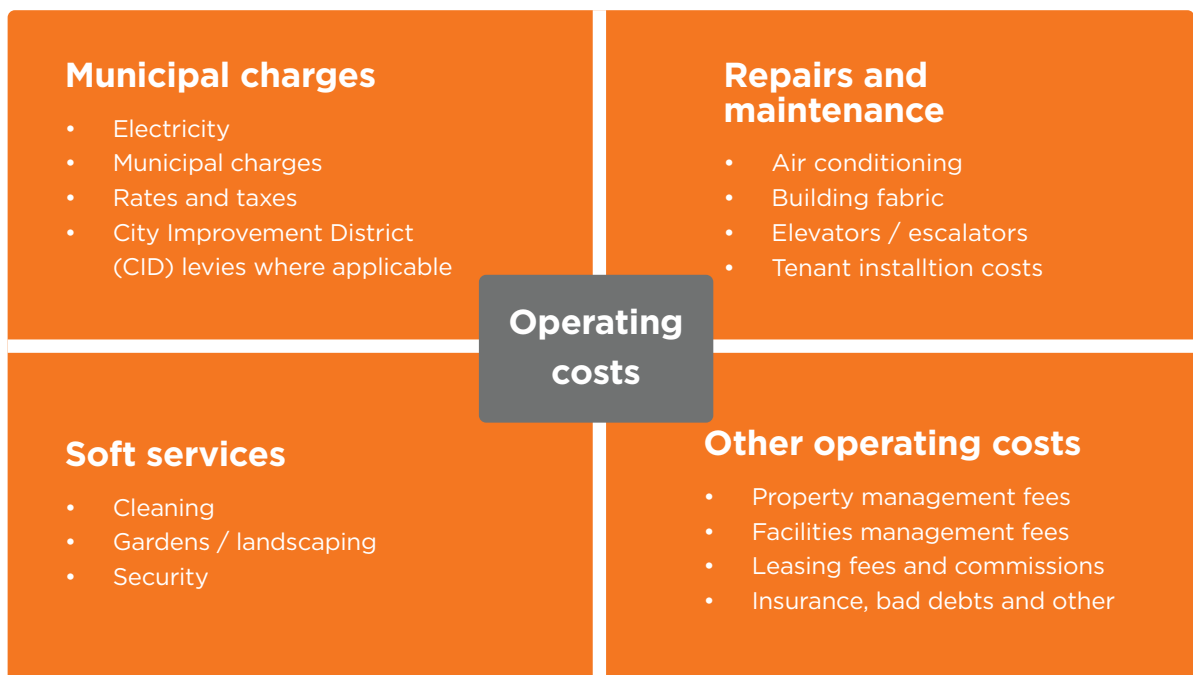 Municipal charges
• Electricity
• Municipal charges
• Rates and taxes
• City Improvement District
(CID) levies where applicable
Repairs and
maintenance
• Air conditioning
• Building fabric
• Elevators / escalators
• Tenant installtion costs
Operating
costs
Soft services
• Cleaning
• Gardens / landscaping
• Security
Other operating costs
• Property management fees
• Facilities management fees
• Leasing fees and commissions
• Insurance, bad debts and other